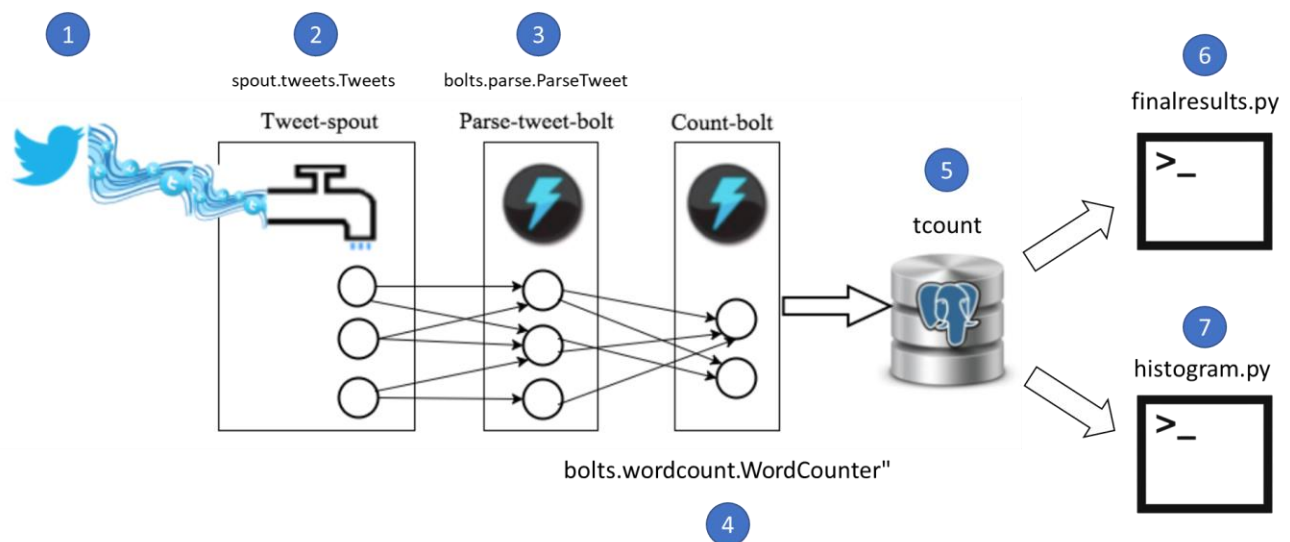 1
2
3
6
spout.tweets.Tweets
bolts.parse.ParseTweet
finalresults.py
Tweet-spout
Parse-tweet-bolt
Count-bolt
>_
5
tcount
7
histogram.py
>_
bolts.wordcount.WordCounter"
4